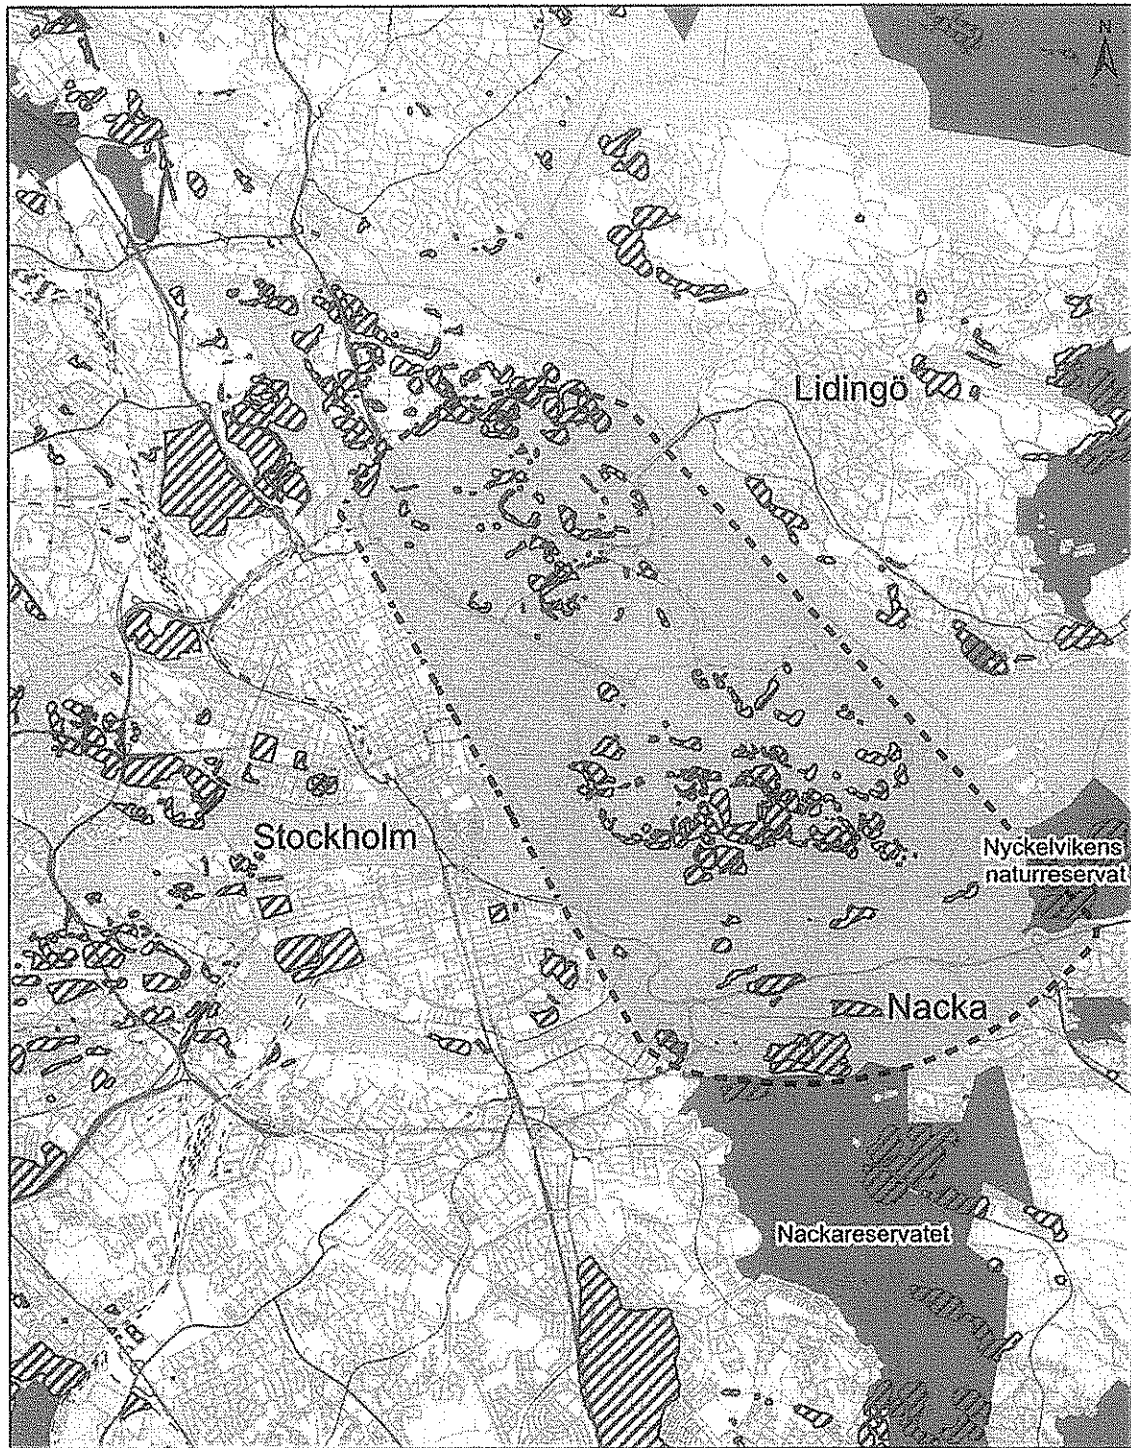 N
Lidingö
Stockholm
Nyckelvikens
naturreservat
Nacka
Nackareservatet